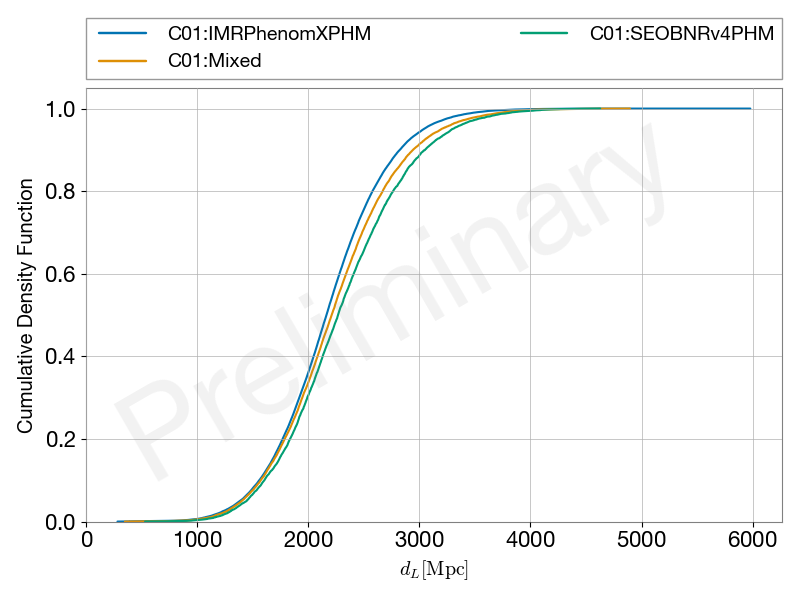 C01:IMRPhenomXPHM
C01:SEOBNRv4PHM
C01:Mixed
Cumulative Density Function
1.0
0.8
0.6
0.4
0.2
0.0
Preliminary
0 1000 2000 3000 4000 5000 6000
d_L[Mpc]